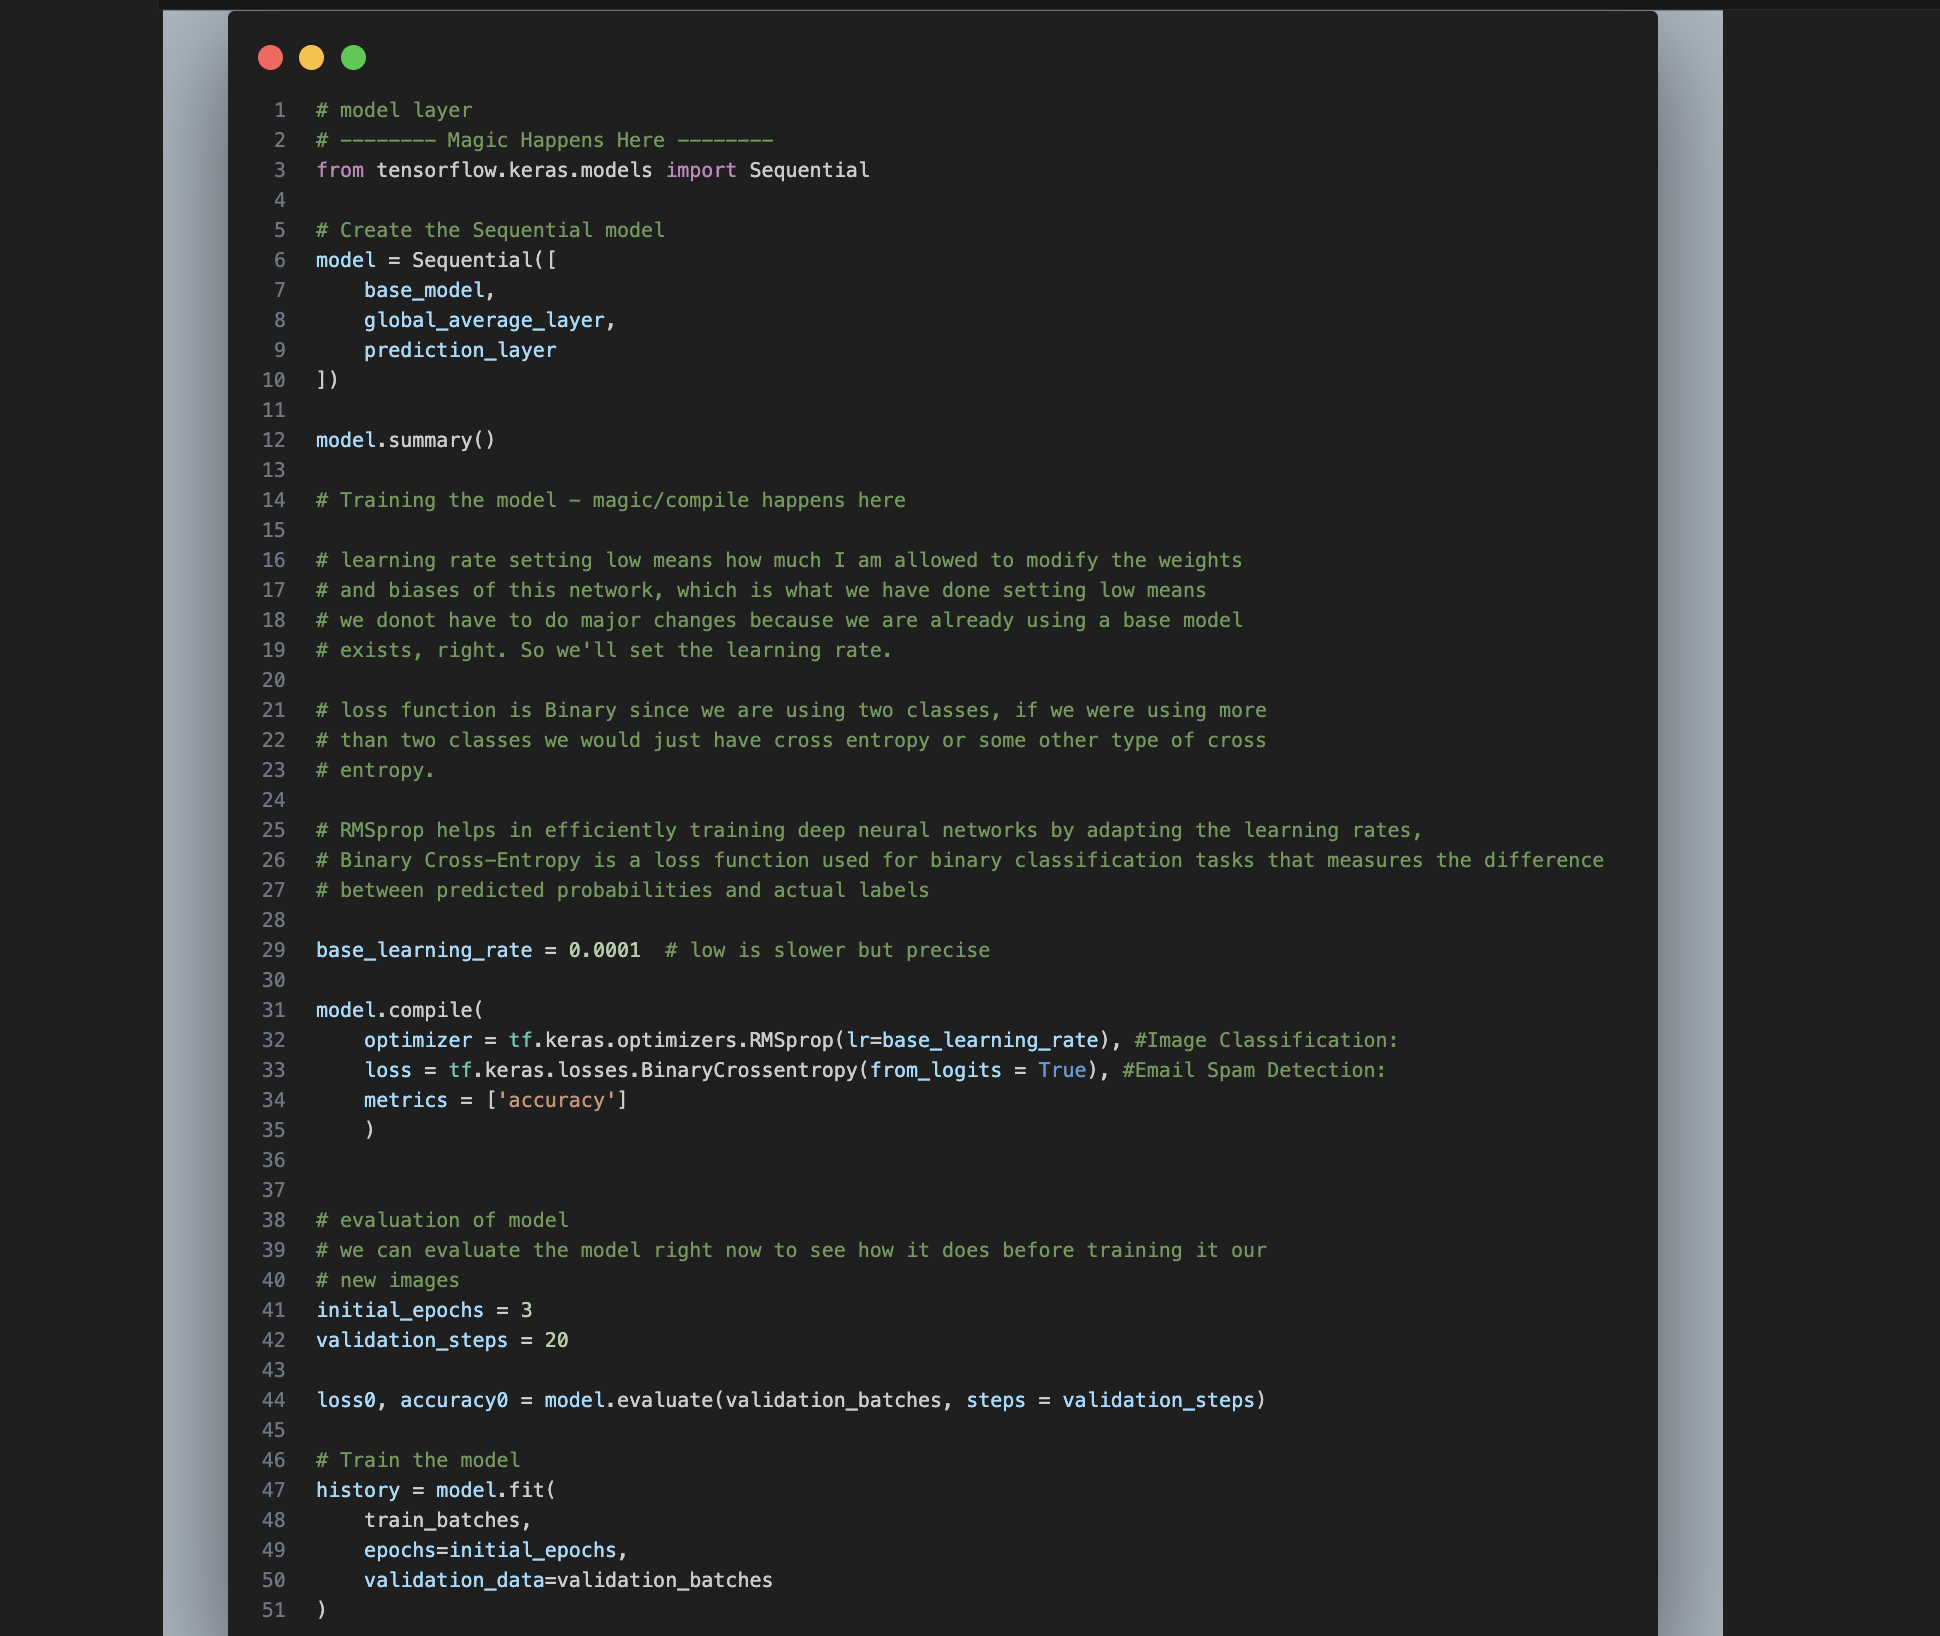 1 # model layer
2 # -------- Magic Happens Here --------
3 from tensorflow.keras.models import Sequential
4
5 # Create the Sequential model
6 model = Sequential([
7     base_model,
8     global_average_layer,
9     prediction_layer
10 ])
11
12 model.summary()
13
14 # Training the model - magic/compile happens here
15
16 # learning rate setting low means how much I am allowed to modify the weights
17 # and biases of this network, which is what we have done setting low means
18 # we donot have to do major changes because we are already using a base model
19 # exists, right. So we'll set the learning rate.
20
21 # loss function is Binary since we are using two classes, if we were using more
22 # than two classes we would just have cross entropy or some other type of cross
23 # entropy.
24
25 # RMSprop helps in efficiently training deep neural networks by adapting the learning rates,
26 # Binary Cross-Entropy is a loss function used for binary classification tasks that measures the difference
27 # between predicted probabilities and actual labels
28
29 base_learning_rate = 0.0001  # low is slower but precise
30
31 model.compile(
32     optimizer = tf.keras.optimizers.RMSprop(lr=base_learning_rate), #Image Classification:
33     loss = tf.keras.losses.BinaryCrossentropy(from_logits = True), #Email Spam Detection:
34     metrics = ['accuracy']
35     )
36
37
38 # evaluation of model
39 # we can evaluate the model right now to see how it does before training it our
40 # new images
41 initial_epochs = 3
42 validation_steps = 20
43
44 loss0, accuracy0 = model.evaluate(validation_batches, steps = validation_steps)
45
46 # Train the model
47 history = model.fit(
48     train_batches,
49     epochs=initial_epochs,
50     validation_data=validation_batches
51 )